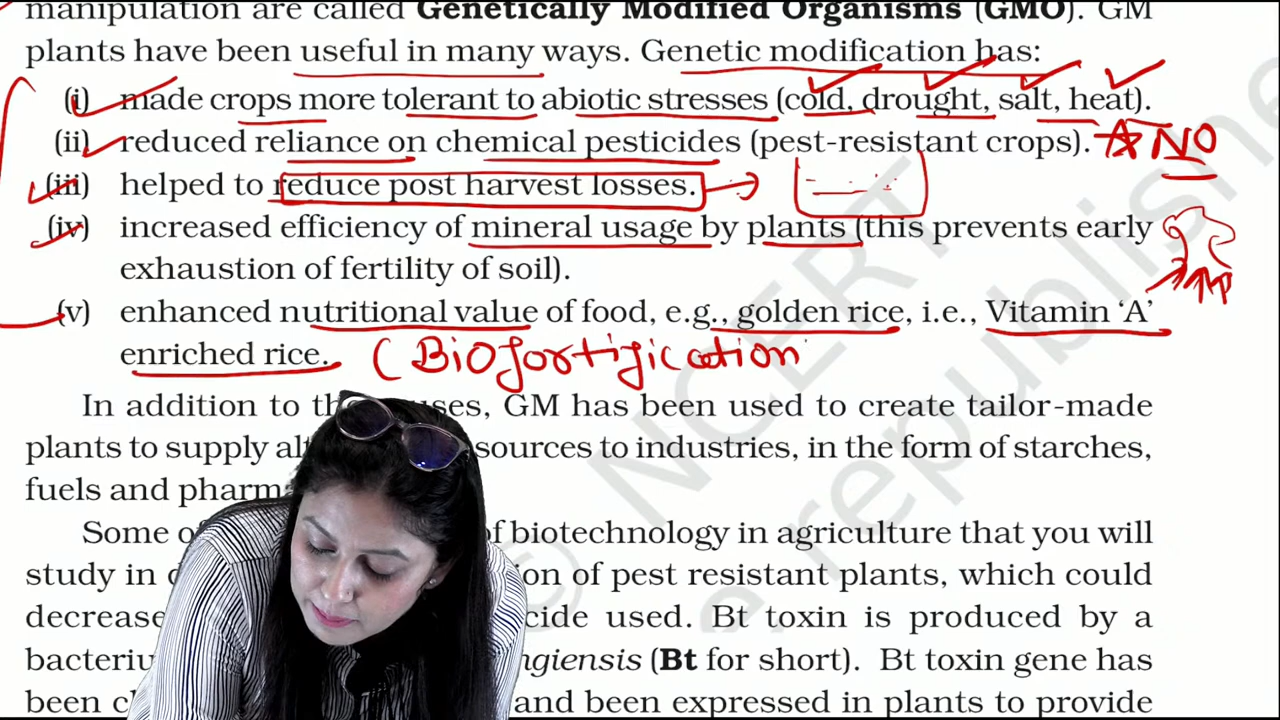 manipulation are called Genetically Modified Organisms (GMO). GM
plants have been useful in many ways. Genetic modification has:
(i) made crops more tolerant to abiotic stresses (cold, drought, salt, heat).
(ii) reduced reliance on chemical pesticides (pest-resistant crops). NO
(iii) helped to reduce post harvest losses.
(iv) increased efficiency of mineral usage by plants (this prevents early
exhaustion of fertility of soil).
(v) enhanced nutritional value of food, e.g., golden rice, i.e., Vitamin ‘A’
enriched rice. (Biofortification
In addition to uses, GM has been used to create tailor-made
plants to supply sources to industries, in the form of starches,
fuels and
Some of biotechnology in agriculture that you will
study in of pest resistant plants, which could
decrease used. Bt toxin is produced by a
(Bt for short). Bt toxin gene has
been and been expressed in plants to provide
© NCERT
republishe